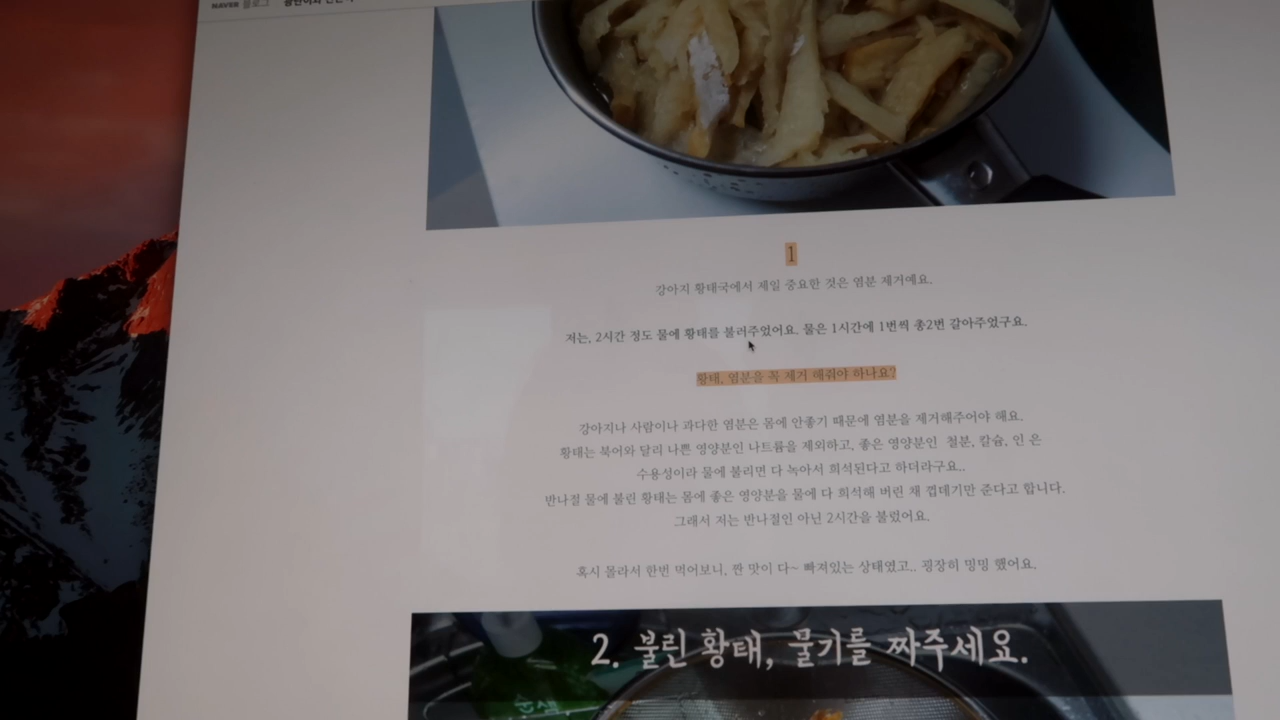 NAVER 블로그
1
강아지 황태국에서 제일 중요한 것은 염분 제거예요.
저는, 2시간 정도 물에 황태를 불려주었어요. 물은 1시간에 1번씩 총2번 갈아주었구요.
황태, 염분을 꼭 제거 해줘야 하나요?
강아지나 사람이나 과다한 염분은 몸에 안좋기 때문에 염분을 제거해주어야 해요.
황태는 북어와 달리 나쁜 영양분인 나트륨을 제외하고, 좋은 영양분인 철분, 칼슘, 인 은
수용성이라 물에 불리면 다 녹아서 희석된다고 하더라구요..
반나절 물에 불린 황태는 몸에 좋은 영양분을 물에 다 희석해 버린 채 껍데기만 준다고 합니다.
그래서 저는 반나절인 아닌 2시간을 불렸어요.
혹시 몰라서 한번 먹어보니, 짠 맛이 다~ 빠져있는 상태였고.. 굉장히 밍밍 했어요.
2. 불린 황태, 물기를 짜주세요.
순샘